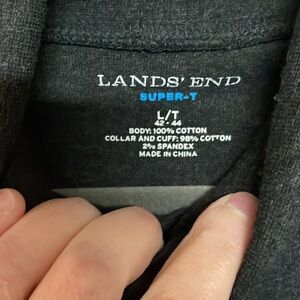 LANDS' END
SUPER-T
L/T
42 - 44
BODY: 100% COTTON
COLLAR AND CUFF: 98% COTTON
2% SPANDEX
MADE IN CHINA